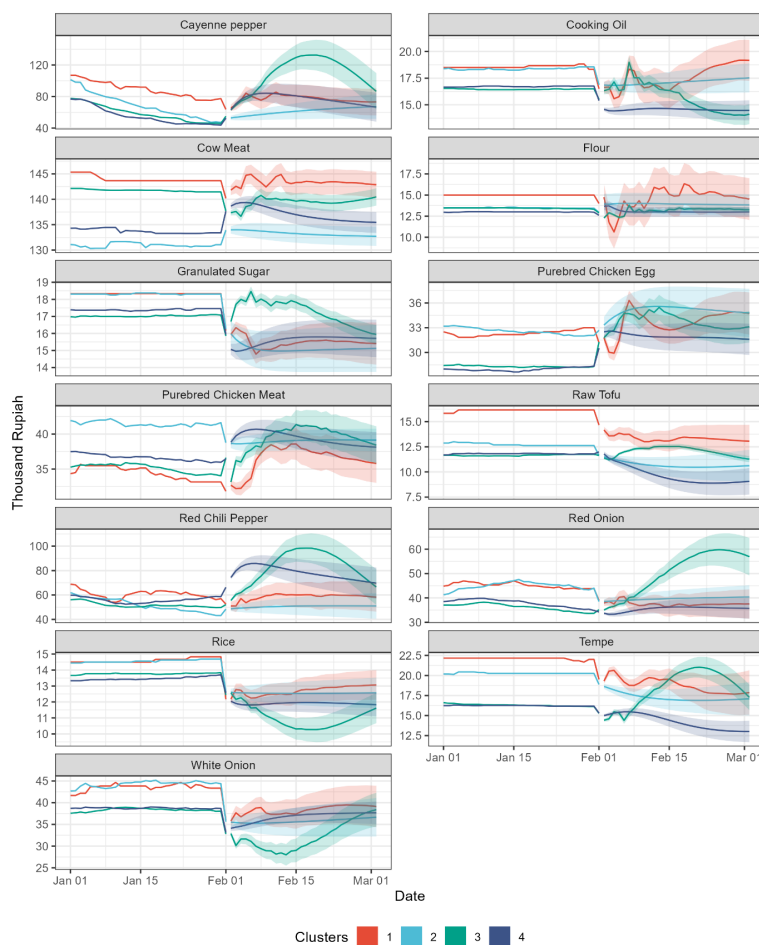 Cayenne pepper
120
80
40
Cooking Oil
20.0
17.5
15.0
Cow Meat
145
140
135
130
Flour
17.5
15.0
12.5
10.0
Granulated Sugar
19
18
17
16
15
14
Purebred Chicken Egg
36
33
30
Purebred Chicken Meat
40
35
Raw Tofu
15.0
12.5
10.0
7.5
Red Chili Pepper
100
80
60
40
Red Onion
60
50
40
30
Rice
15
14
13
12
11
10
Tempe
22.5
20.0
17.5
15.0
12.5
Jan 01
Jan 15
Feb 01
Feb 15
Mar 01
White Onion
45
40
35
30
25
Jan 01
Jan 15
Feb 01
Feb 15
Mar 01
Thousand Rupiah
Date
Clusters 1 2 3 4